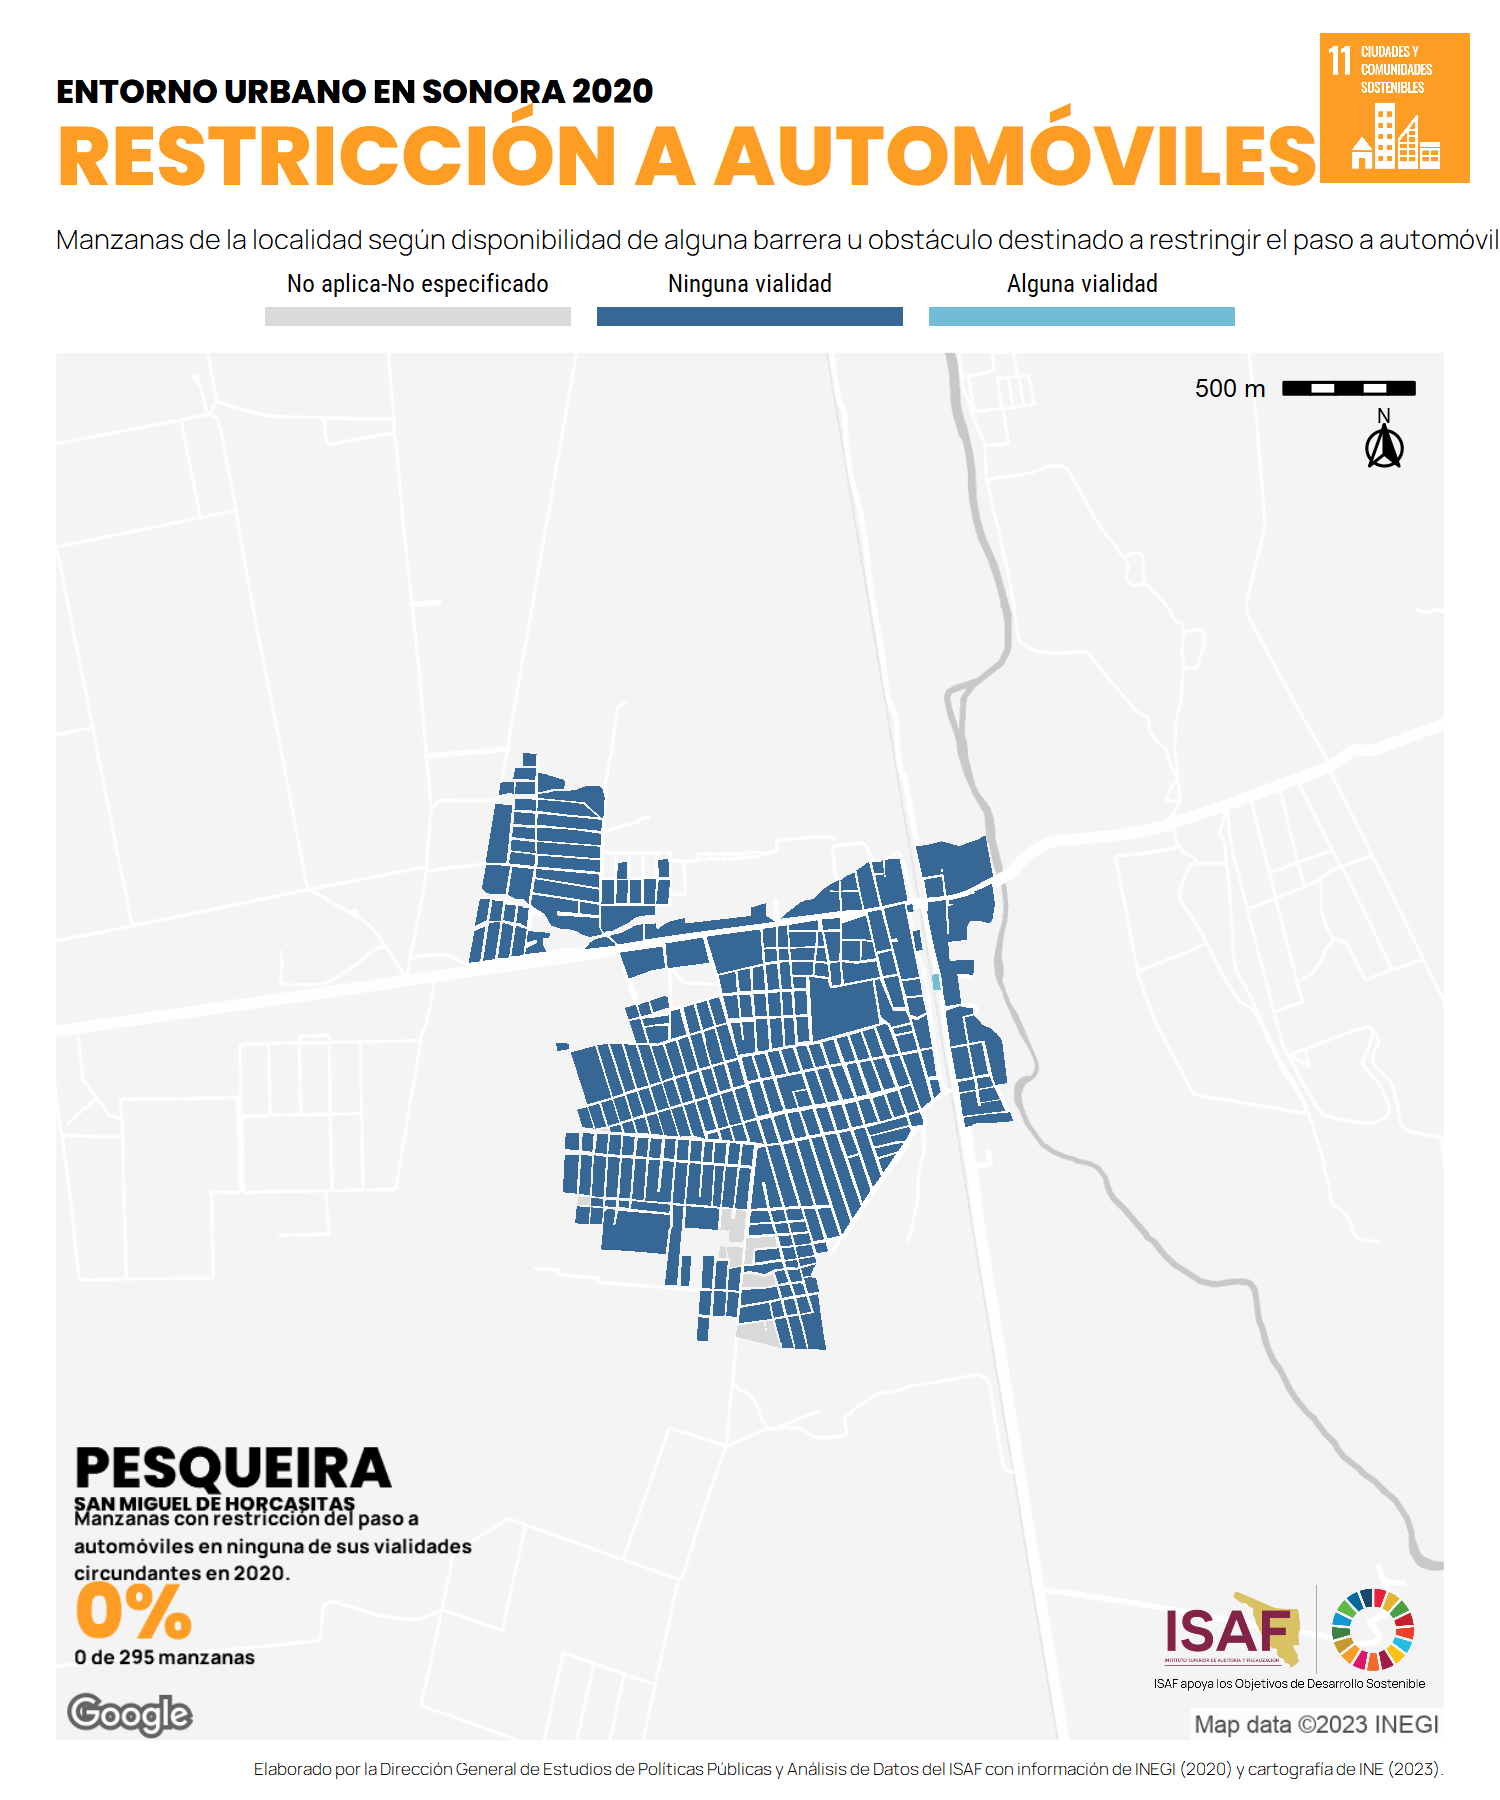 ENTORNO URBANO EN SONORA 2020
RESTRICCIÓN A AUTOMÓVILES
11 CIUDADES Y
COMUNIDADES
SOSTENIBLES
Manzanas de la localidad según disponibilidad de alguna barrera u obstáculo destinado a restringir el paso a automóvil
No aplica-No especificado
Ninguna vialidad
Alguna vialidad
500 m
N
PESQUEIRA
SAN MIGUEL DE HORCASITAS
Manzanas con restricción del paso a
automóviles en ninguna de sus vialidades
circundantes en 2020.
0%
0 de 295 manzanas
Google
ISAF
INSTITUTO SUPERIOR DE AUDITORÍA Y FISCALIZACIÓN
ISAF apoya los Objetivos de Desarrollo Sostenible
Map data ©2023 INEGI
Elaborado por la Dirección General de Estudios de Políticas Públicas y Análisis de Datos del ISAF con información de INEGI (2020) y cartografía de INE (2023).